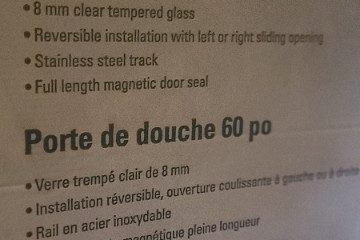 • 8 mm clear tempered glass
• Reversible installation with left or right sliding opening
• Stainless steel track
• Full length magnetic door seal
Porte de douche 60 po
• Verre trempé clair de 8 mm
• Installation réversible, ouverture coulissante à gauche ou à droite
• Rail en acier inoxydable
magnétique pleine longueur